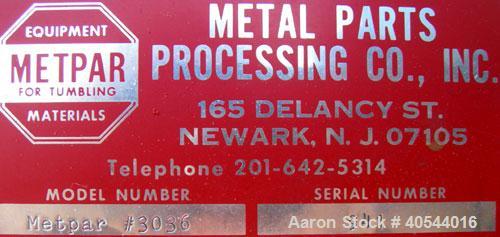 EQUIPMENT
METPAR
FOR TUMBLING
MATERIALS
METAL PARTS
PROCESSING CO., INC.
165 DELANCY ST.
NEWARK, N. J. 07105
Telephone 201-642-5314
MODEL NUMBER
SERIAL NUMBER
Metpar #3036
Aaron Stock # 40544016